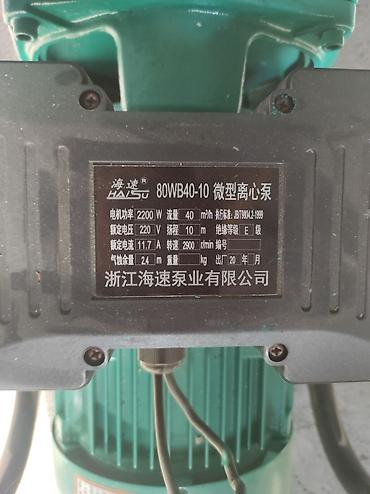 海速® HAISU 80WB40-10 微型离心泵
电机功率 2200 W 流量 40 m³/h 执行标准: JB/T9804.2-1999
额定电压 220 V 扬程 10 m 绝缘等级 E 级
额定电流 11.7 A 转速 2900 r/min 编号
气蚀余量 2.4 m 重量 kg 出厂 20 年 月
浙江海速泵业有限公司